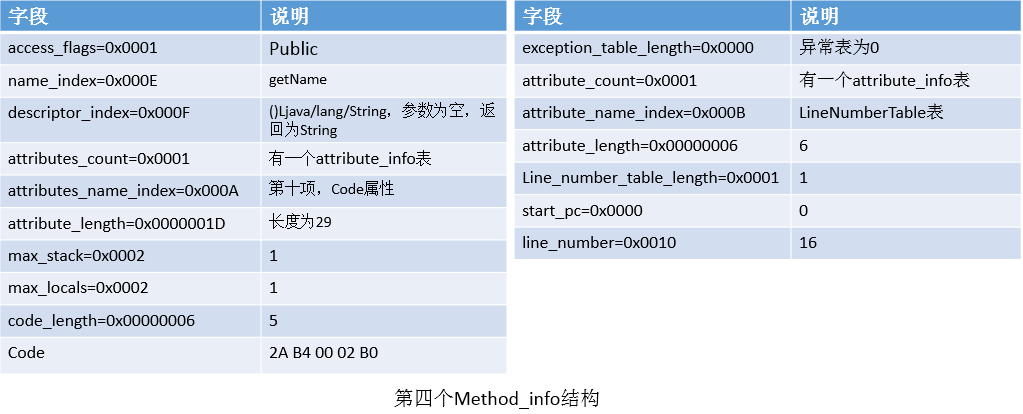 字段 说明
access_flags=0x0001 Public
name_index=0x000E getName
descriptor_index=0x000F ()Ljava/lang/String，参数为空，返
回为String
attributes_count=0x0001 有一个attribute_info表
attributes_name_index=0x000A 第十项，Code属性
attribute_length=0x0000001D 长度为29
max_stack=0x0002 1
max_locals=0x0002 1
code_length=0x00000006 5
Code 2A B4 00 02 B0
字段 说明
exception_table_length=0x0000 异常表为0
attribute_count=0x0001 有一个attribute_info表
attribute_name_index=0x000B LineNumberTable表
attribute_length=0x00000006 6
Line_number_table_length=0x0001 1
start_pc=0x0000 0
line_number=0x0010 16
第四个Method_info结构